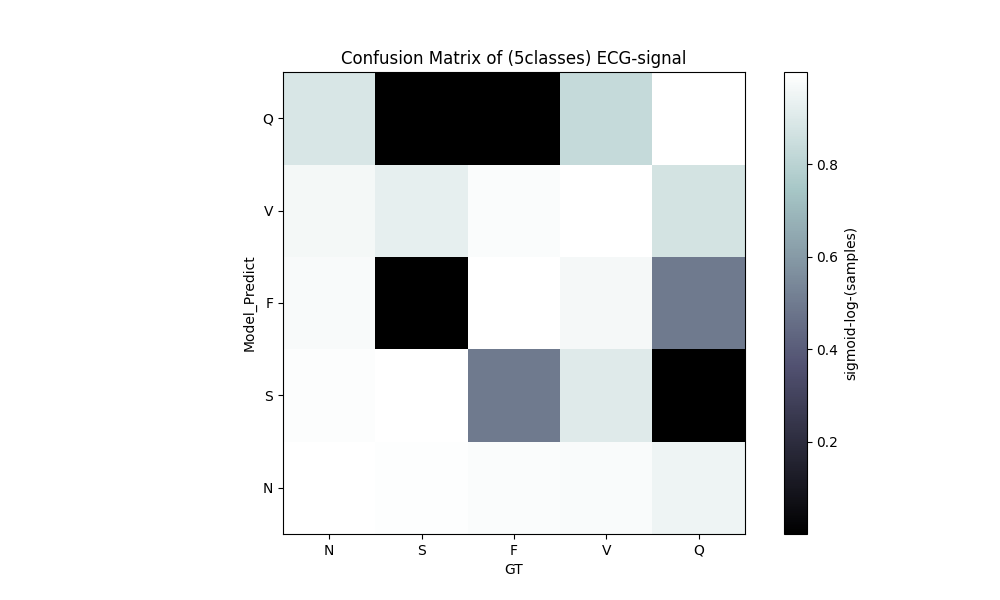 Confusion Matrix of (5classes) ECG-signal
Q
V
F
S
N
Model_Predict
N S F V Q
GT
0.8
0.6
0.4
0.2
sigmoid-log-(samples)